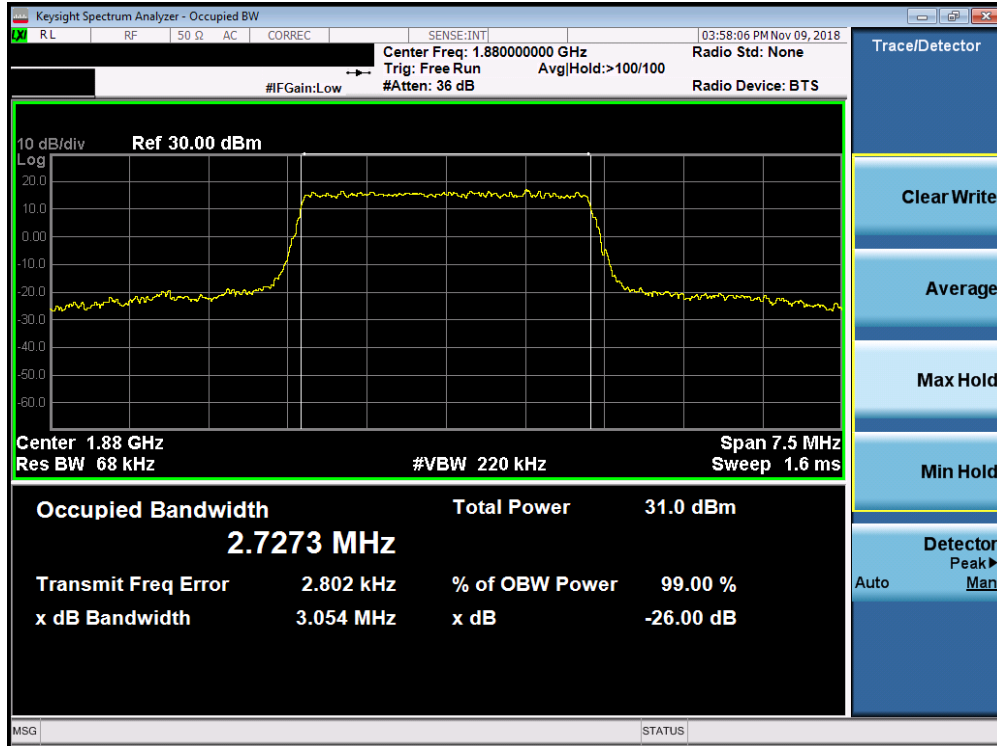 Keysight Spectrum Analyzer - Occupied BW
LXI RL RF 50 Ω AC CORREC SENSE:INT 03:58:06 PM Nov 09, 2018
Center Freq: 1.880000000 GHz Radio Std: None
Trig: Free Run Avg|Hold:>100/100
#IFGain:Low #Atten: 36 dB Radio Device: BTS
10 dB/div Ref 30.00 dBm
Log
20.0
10.0
0.00
-10.0
-20.0
-30.0
-40.0
-50.0
-60.0
Center 1.88 GHz Span 7.5 MHz
Res BW 68 kHz #VBW 220 kHz Sweep 1.6 ms
Occupied Bandwidth Total Power 31.0 dBm
2.7273 MHz
Transmit Freq Error 2.802 kHz % of OBW Power 99.00 %
x dB Bandwidth 3.054 MHz x dB -26.00 dB
MSG STATUS
Trace/Detector
Clear Write
Average
Max Hold
Min Hold
Detector
Peak
Auto Man